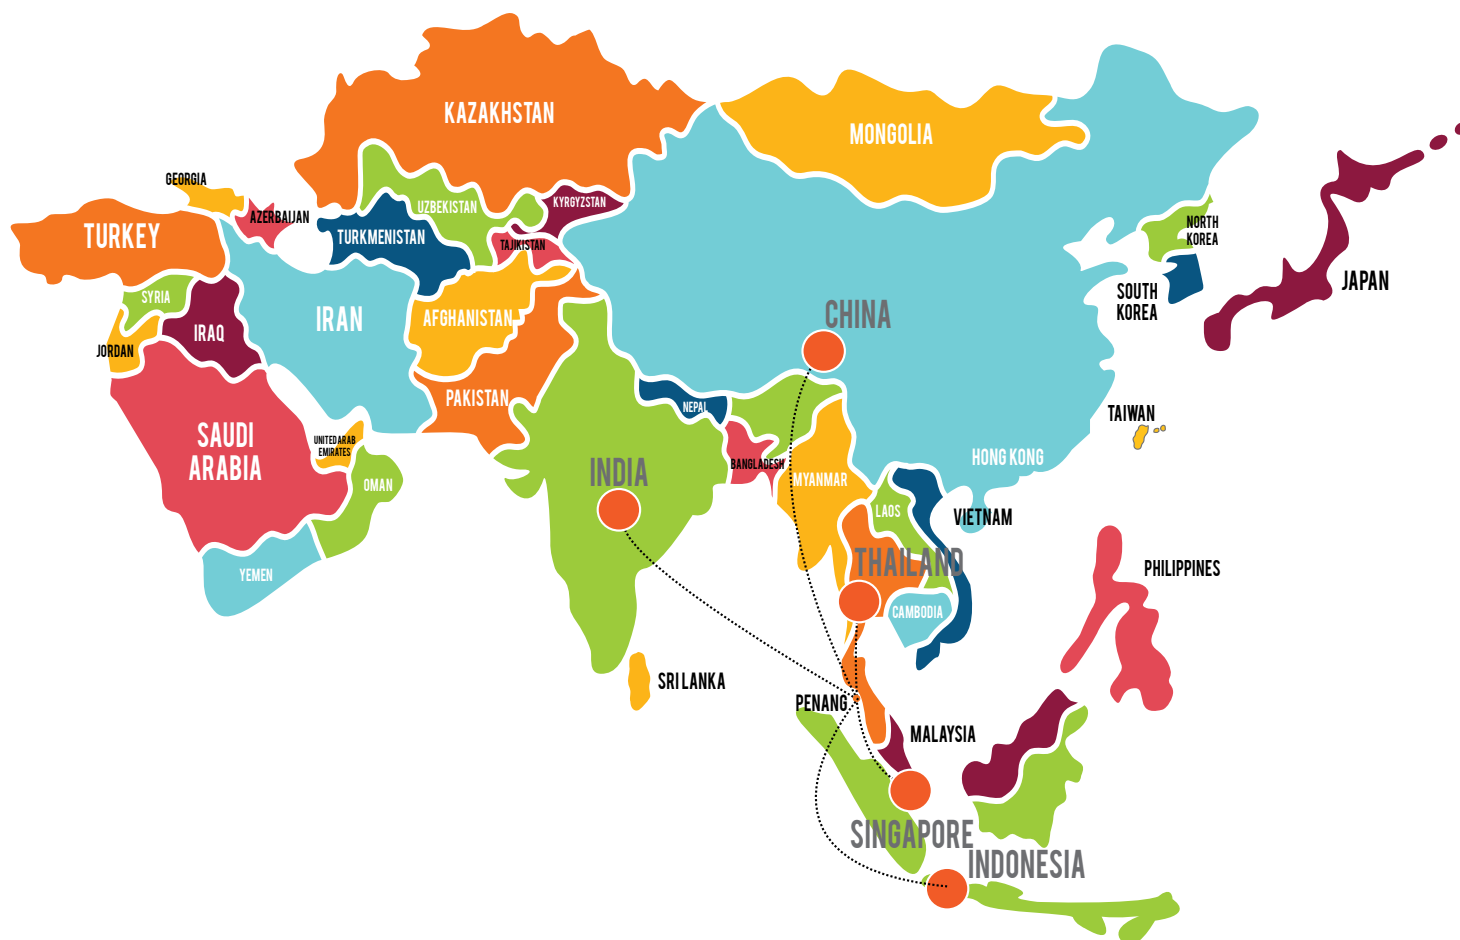 KAZAKHSTAN
MONGOLIA
GEORGIA
AZERBAIJAN
TURKEY
UZBEKISTAN
KYRGYZSTAN
TURKMENISTAN
TAJIKISTAN
NORTH
KOREA
SYRIA
IRAQ
IRAN
AFGHANISTAN
CHINA
SOUTH
KOREA
JAPAN
JORDAN
PAKISTAN
NEPAL
TAIWAN
SAUDI
ARABIA
UNITED ARAB
EMIRATES
OMAN
INDIA
BANGLADESH
MYANMAR
HONG KONG
LAOS
VIETNAM
YEMEN
THAILAND
PHILIPPINES
CAMBODIA
SRI LANKA
PENANG
MALAYSIA
SINGAPORE
INDONESIA